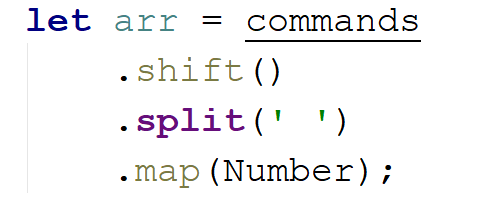 let arr = commands
.shift()
.split(' ')
.map(Number);